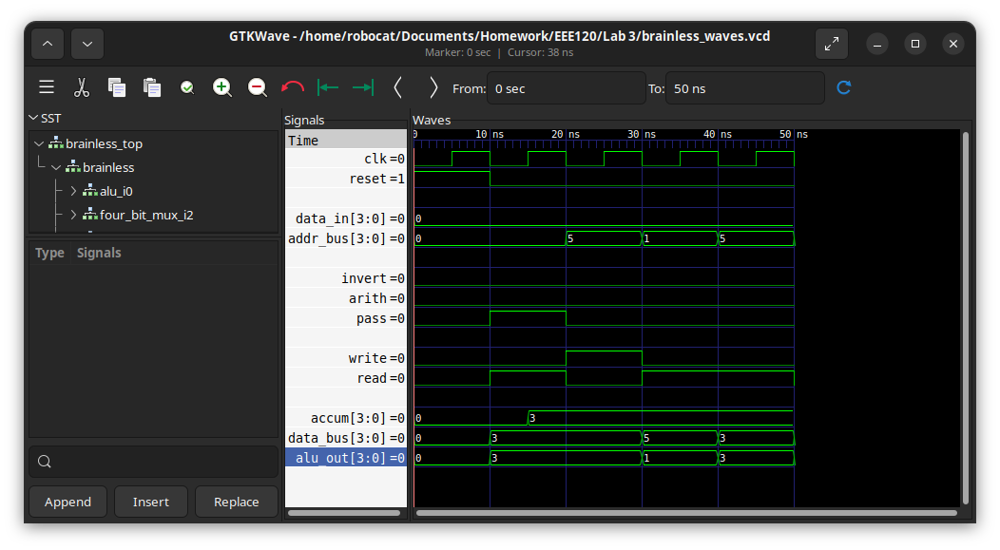 GTKWave - /home/robocat/Documents/Homework/EEE120/Lab 3/brainless_waves.vcd
Marker: 0 sec | Cursor: 38 ns
From: 0 sec To: 50 ns
SST
brainless_top
brainless
alu_i0
four_bit_mux_i2
Type Signals
Append Insert Replace
Signals
Time
clk=0
reset=1
data_in[3:0]=0
addr_bus[3:0]=0
invert=0
arith=0
pass=0
write=0
read=0
accum[3:0]=0
data_bus[3:0]=0
alu_out[3:0]=0
Waves
0 10 ns 20 ns 30 ns 40 ns 50 ns
0
0 5 1 5
0 3
0 3 5 3
0 3 1 3